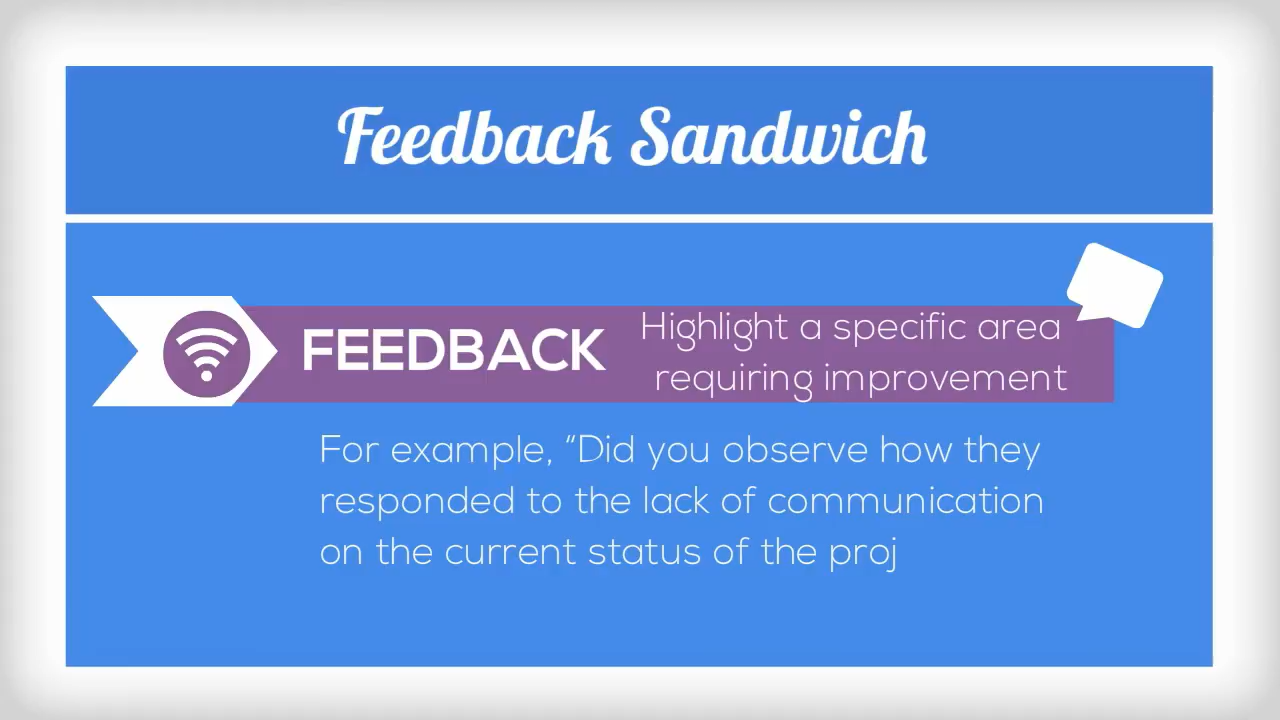 Feedback Sandwich
FEEDBACK
Highlight a specific area
requiring improvement
For example, “Did you observe how they
responded to the lack of communication
on the current status of the proj